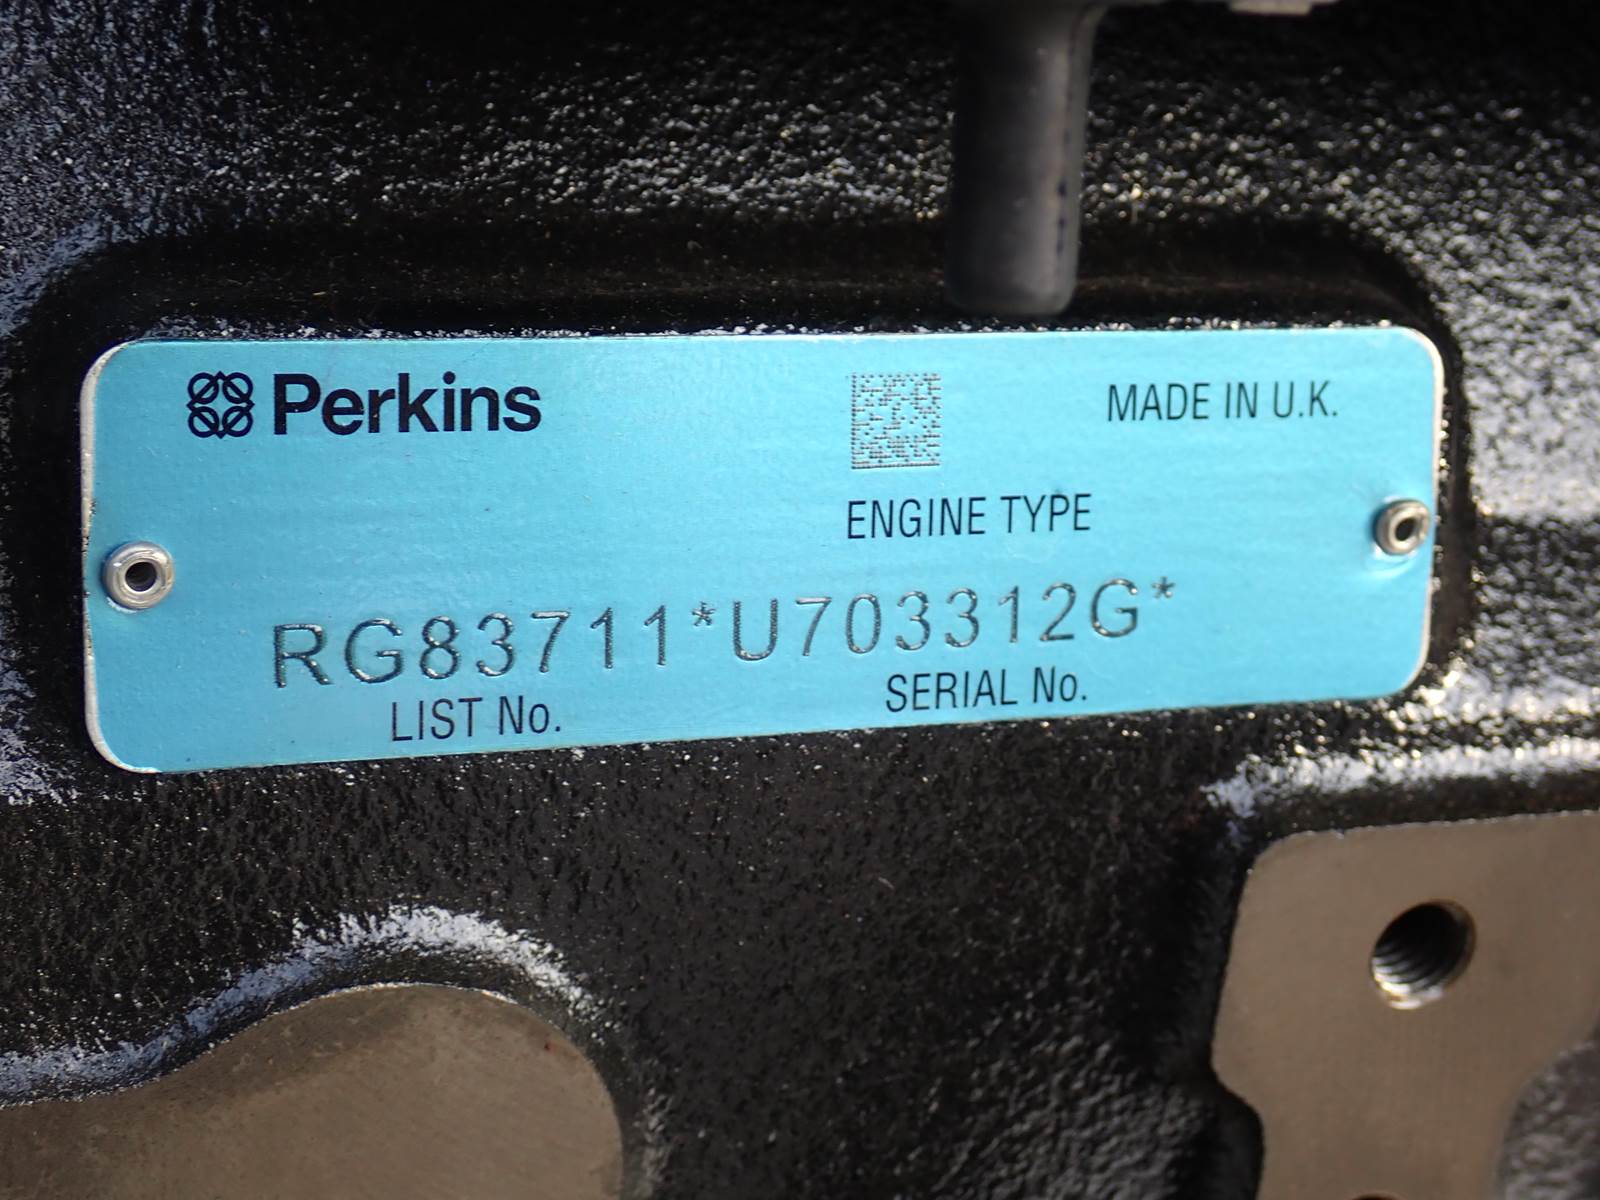 Perkins
MADE IN U.K.
ENGINE TYPE
RG83711*U703312G*
LIST No.
SERIAL No.